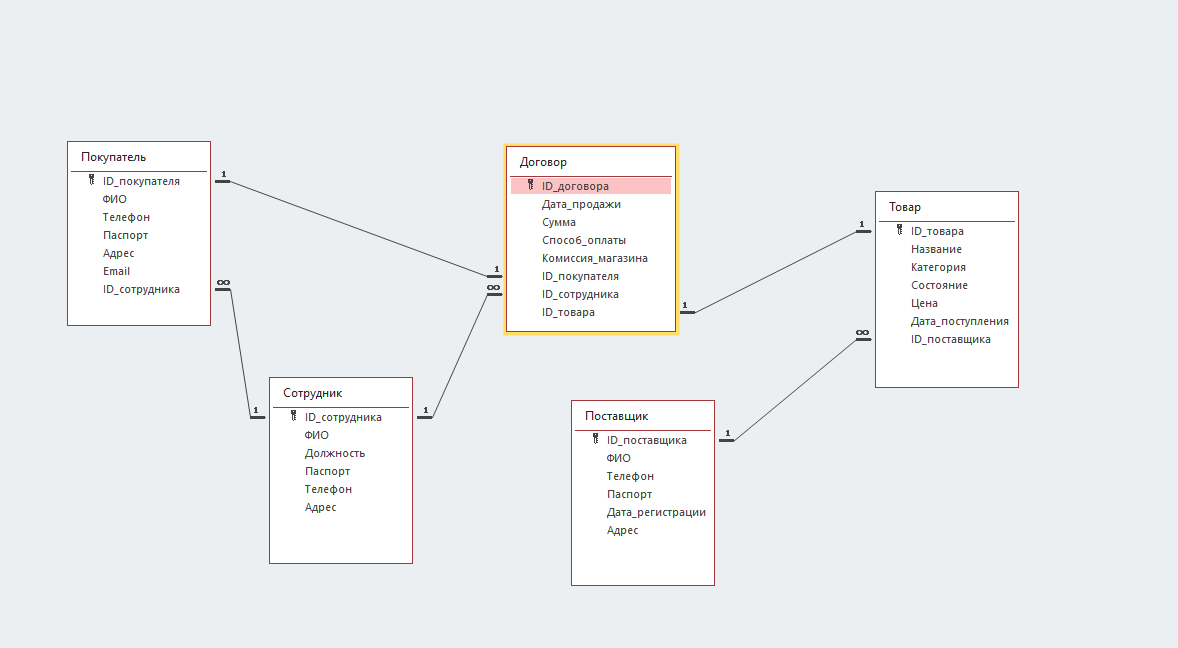 Покупатель
ID_покупателя
ФИО
Телефон
Паспорт
Адрес
Email
ID_сотрудника
1
∞
Сотрудник
ID_сотрудника
ФИО
Должность
Паспорт
Телефон
Адрес
1
1
Договор
ID_договора
Дата_продажи
Сумма
Способ_оплаты
Комиссия_магазина
ID_покупателя
ID_сотрудника
ID_товара
1
∞
1
Поставщик
ID_поставщика
ФИО
Телефон
Паспорт
Дата_регистрации
Адрес
1
Товар
ID_товара
Название
Категория
Состояние
Цена
Дата_поступления
ID_поставщика
1
∞